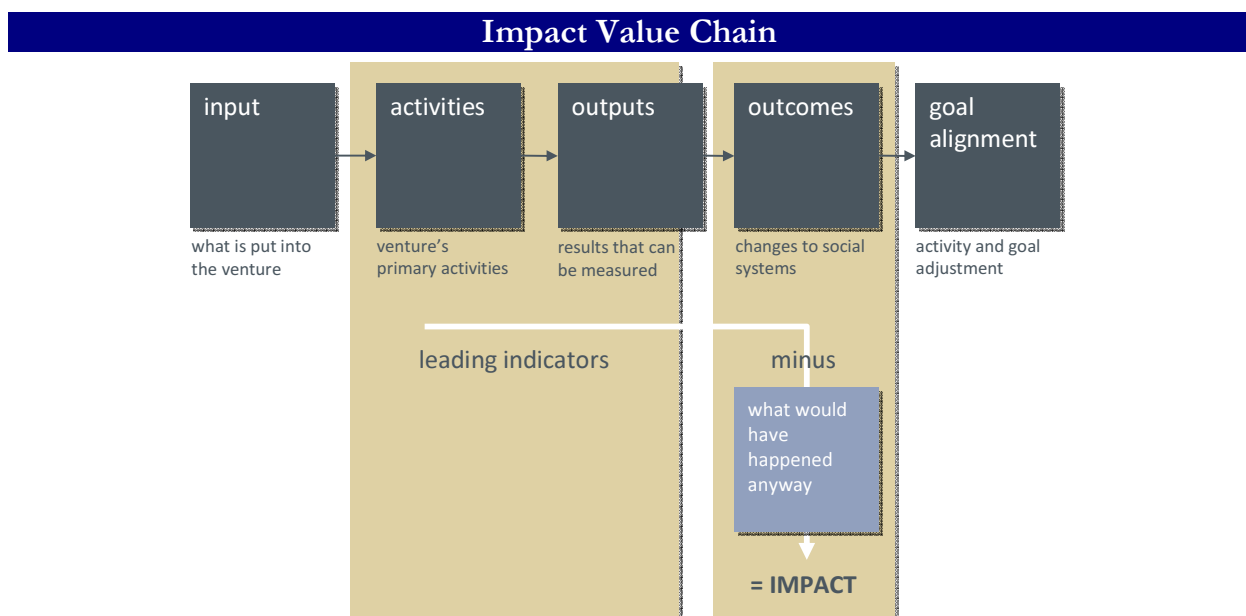 Impact Value Chain
input
activities
outputs
outcomes
goal
alignment
what is put into
the venture
venture’s
primary activities
results that can
be measured
changes to social
systems
activity and goal
adjustment
leading indicators
minus
what would
have
happened
anyway
= IMPACT